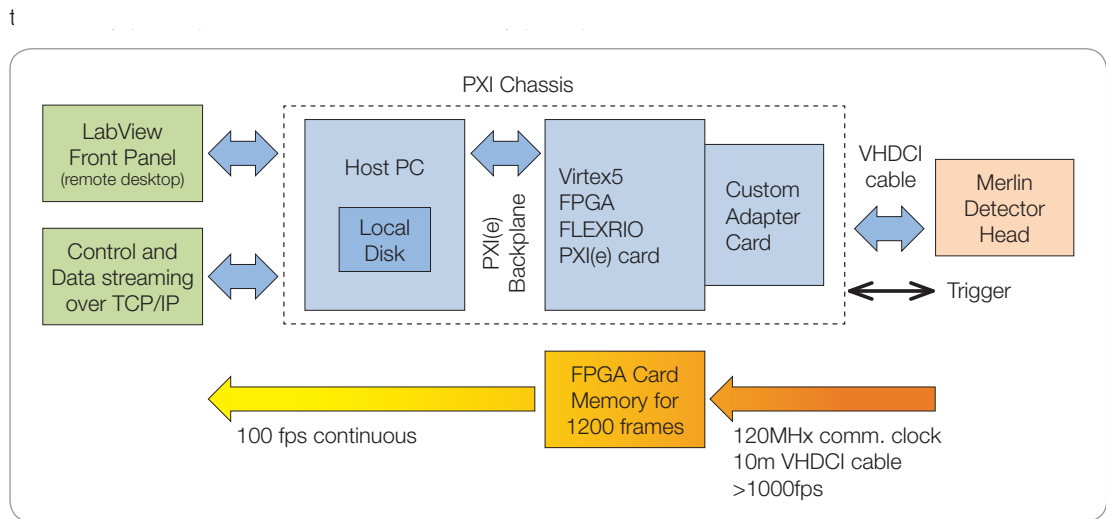 t
PXI Chassis
LabView
Front Panel
(remote desktop)
Control and
Data streaming
over TCP/IP
Host PC
Local
Disk
PXI(e)
Backplane
Virtex5
FPGA
FLEXRIO
PXI(e) card
Custom
Adapter
Card
VHDCI
cable
Merlin
Detector
Head
Trigger
100 fps continuous
FPGA Card
Memory for
1200 frames
120MHx comm. clock
10m VHDCI cable
>1000fps